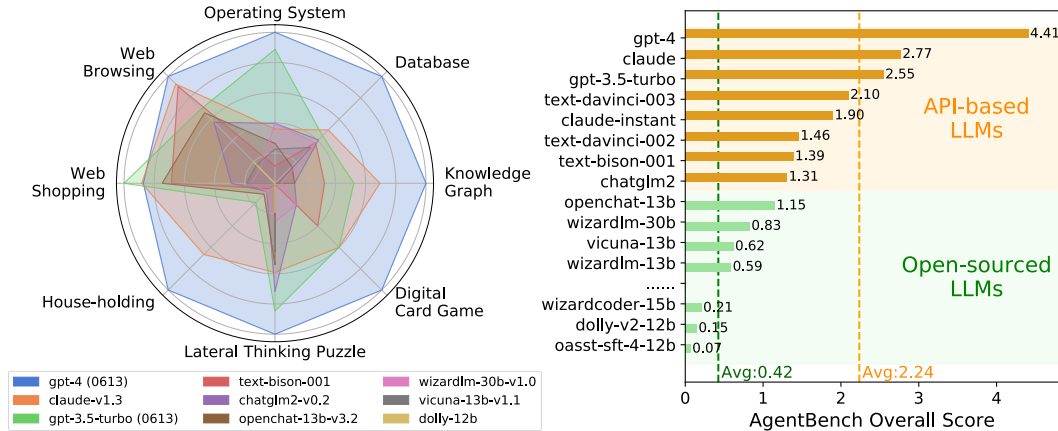 Operating System
Web
Browsing
Database
Web
Shopping
Knowledge
Graph
House-holding
Digital
Card Game
Lateral Thinking Puzzle
gpt-4 (0613)
claude-v1.3
gpt-3.5-turbo (0613)
text-bison-001
chatglm2-v0.2
openchat-13b-v3.2
wizardlm-30b-v1.0
vicuna-13b-v1.1
dolly-12b
gpt-4 4.41
claude 2.77
gpt-3.5-turbo 2.55
text-davinci-003 2.10
claude-instant 1.90
text-davinci-002 1.46
text-bison-001 1.39
chatglm2 1.31
API-based
LLMs
openchat-13b 1.15
wizardlm-30b 0.83
vicuna-13b 0.62
wizardlm-13b 0.59
......
wizardcoder-15b 0.21
dolly-v2-12b 0.15
oasst-sft-4-12b 0.07
Open-sourced
LLMs
Avg:0.42
Avg:2.24
0 1 2 3 4
AgentBench Overall Score